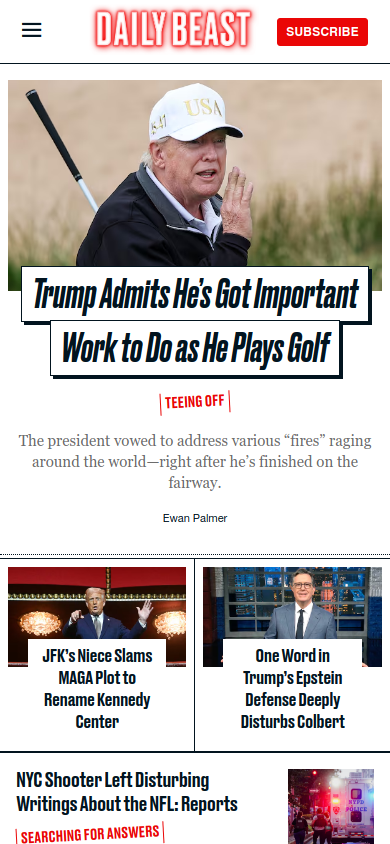 DAILY BEAST
SUBSCRIBE
USA
Trump Admits He's Got Important
Work to Do as He Plays Golf
TEEING OFF
The president vowed to address various “fires” raging
around the world—right after he’s finished on the
fairway.
Ewan Palmer
JFK’s Niece Slams
MAGA Plot to
Rename Kennedy
Center
One Word in
Trump’s Epstein
Defense Deeply
Disturbs Colbert
NYC Shooter Left Disturbing
Writings About the NFL: Reports
SEARCHING FOR ANSWERS
NYPD
POLICE